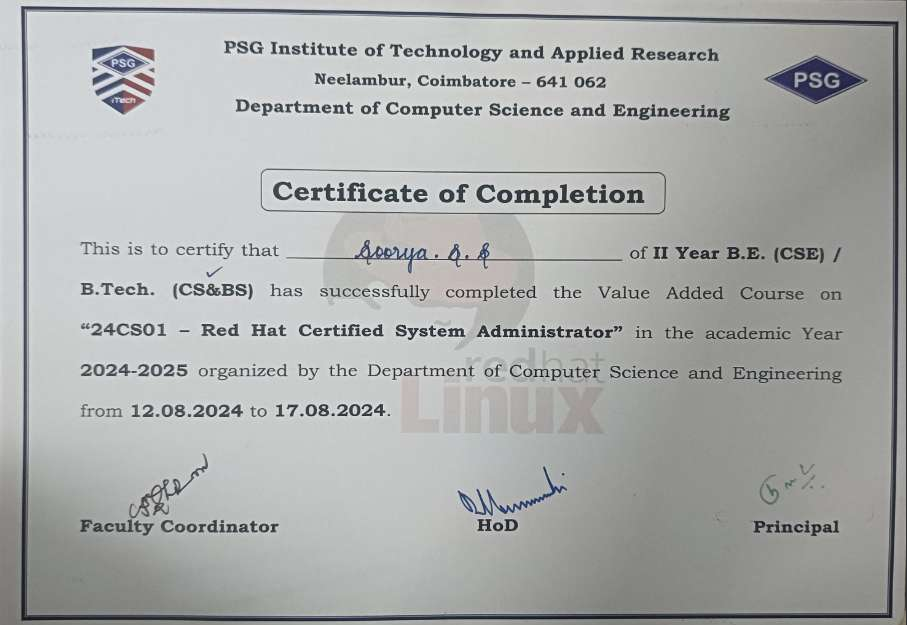 PSG Institute of Technology and Applied Research
PSG
Neelambur, Coimbatore – 641 062
PSG
iTech
Department of Computer Science and Engineering
Certificate of Completion
This is to certify that Soorya. S. S of II Year B.E. (CSE) /
B.Tech. (CS&BS) has successfully completed the Value Added Course on
“24CS01 – Red Hat Certified System Administrator” in the academic Year
2024-2025 organized by the Department of Computer Science and Engineering
from 12.08.2024 to 17.08.2024.
redhat
Linux
Faculty Coordinator
HoD
Principal